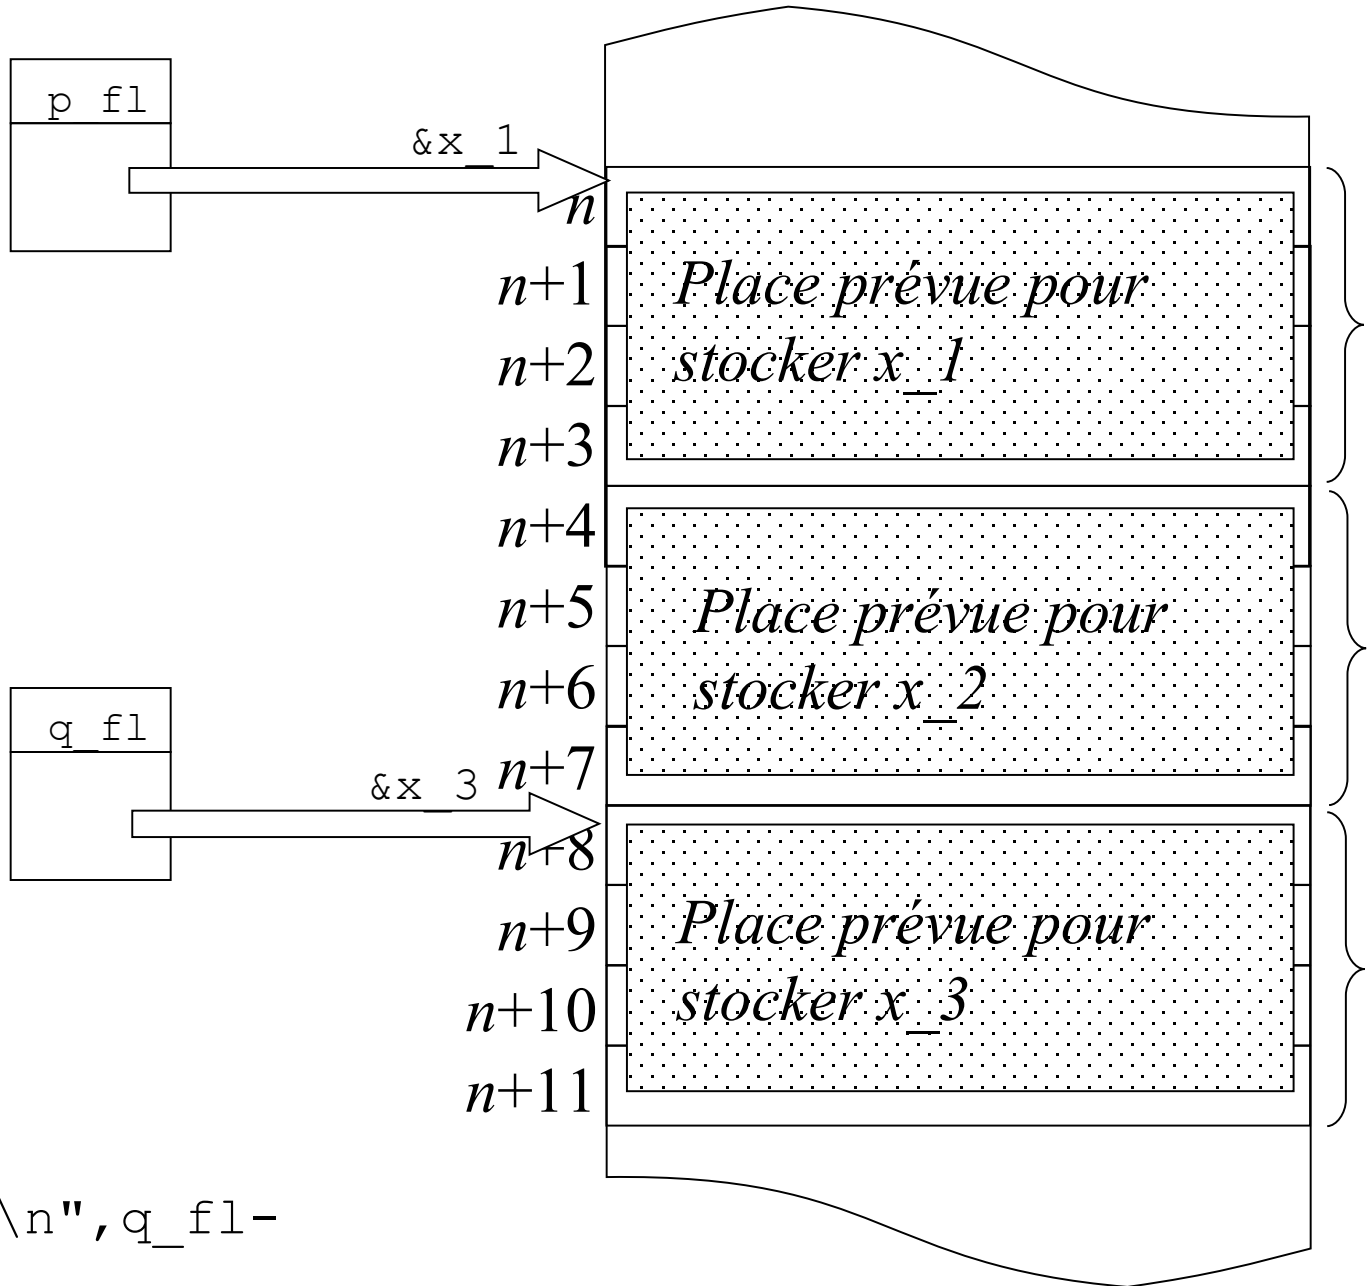 p_fl
&x_1
n
n+1
Place prévue pour
n+2
stocker x_1
n+3
n+4
n+5
Place prévue pour
n+6
stocker x_2
q_fl
n+7
&x_3
n+8
n+9
Place prévue pour
n+10
stocker x_3
n+11
\n",q_fl-